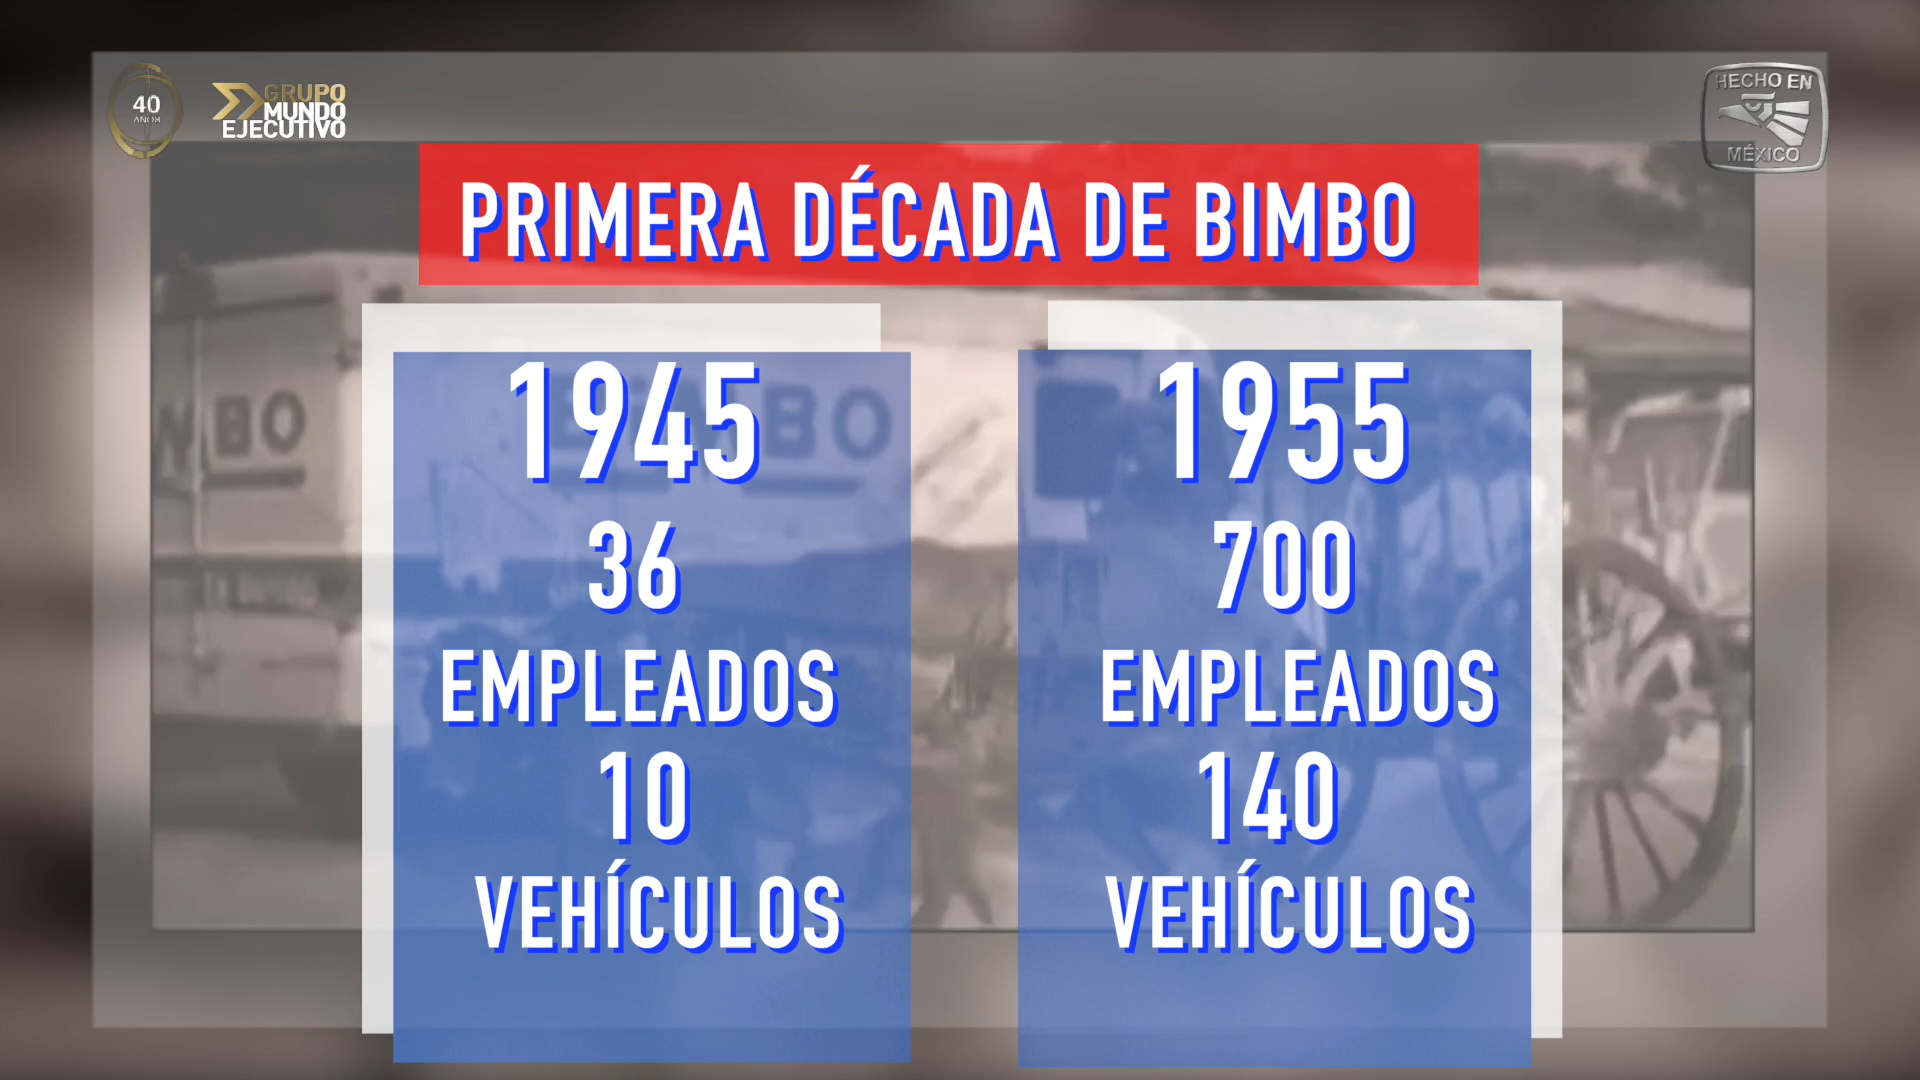 40
AÑOS
GRUPO
MUNDO
EJECUTIVO
HECHO EN
MÉXICO
PRIMERA DÉCADA DE BIMBO
1945
36
EMPLEADOS
10
VEHÍCULOS
1955
700
EMPLEADOS
140
VEHÍCULOS